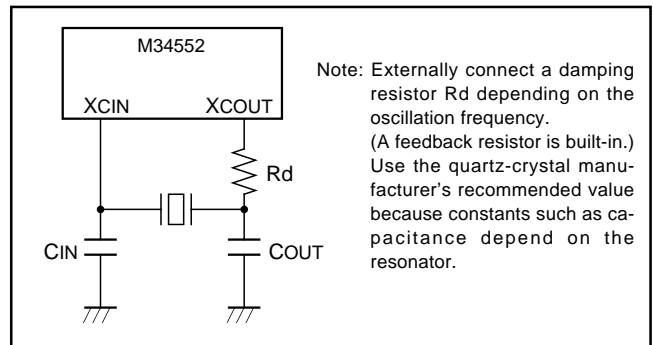 M34552
XCIN XCOUT
Rd
CIN COUT
Note: Externally connect a damping
resistor Rd depending on the
oscillation frequency.
(A feedback resistor is built-in.)
Use the quartz-crystal manu-
facturer's recommended value
because constants such as ca-
pacitance depend on the
resonator.